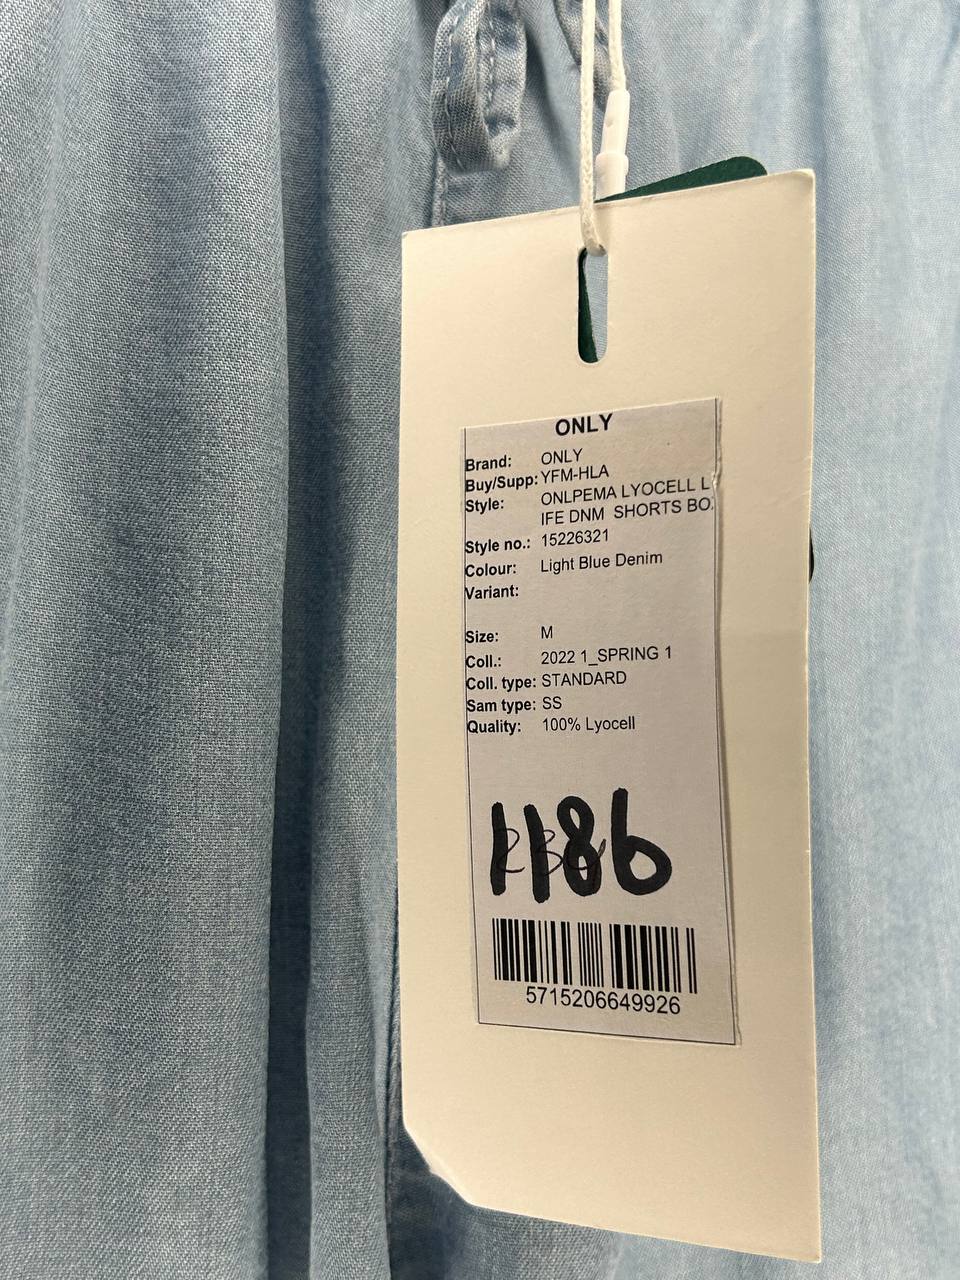 ONLY
Brand: ONLY
Buy/Supp: YFM-HLA
Style: ONLPEMA LYOCELL L
IFE DNM SHORTS BO
Style no.: 15226321
Colour: Light Blue Denim
Variant:
Size: M
Coll.: 2022 1_SPRING 1
Coll. type: STANDARD
Sam type: SS
Quality: 100% Lyocell
1186
5715206649926